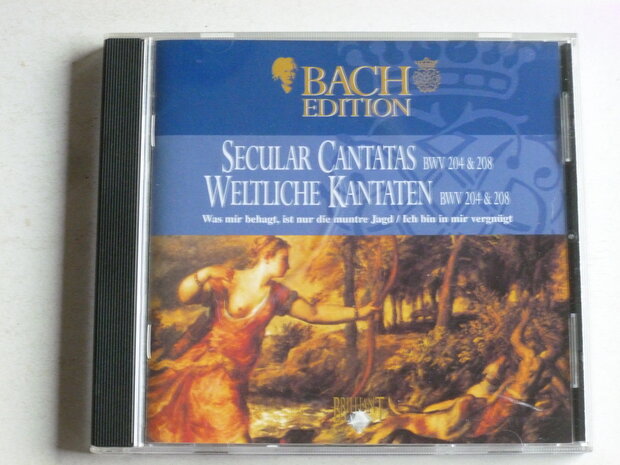 BACH
EDITION
SECULAR CANTATAS BWV 204 & 208
WELTLICHE KANTATEN BWV 204 & 208
Was mir behagt, ist nur die muntre Jagd / Ich bin in mir vergnügt
BRILLIANT